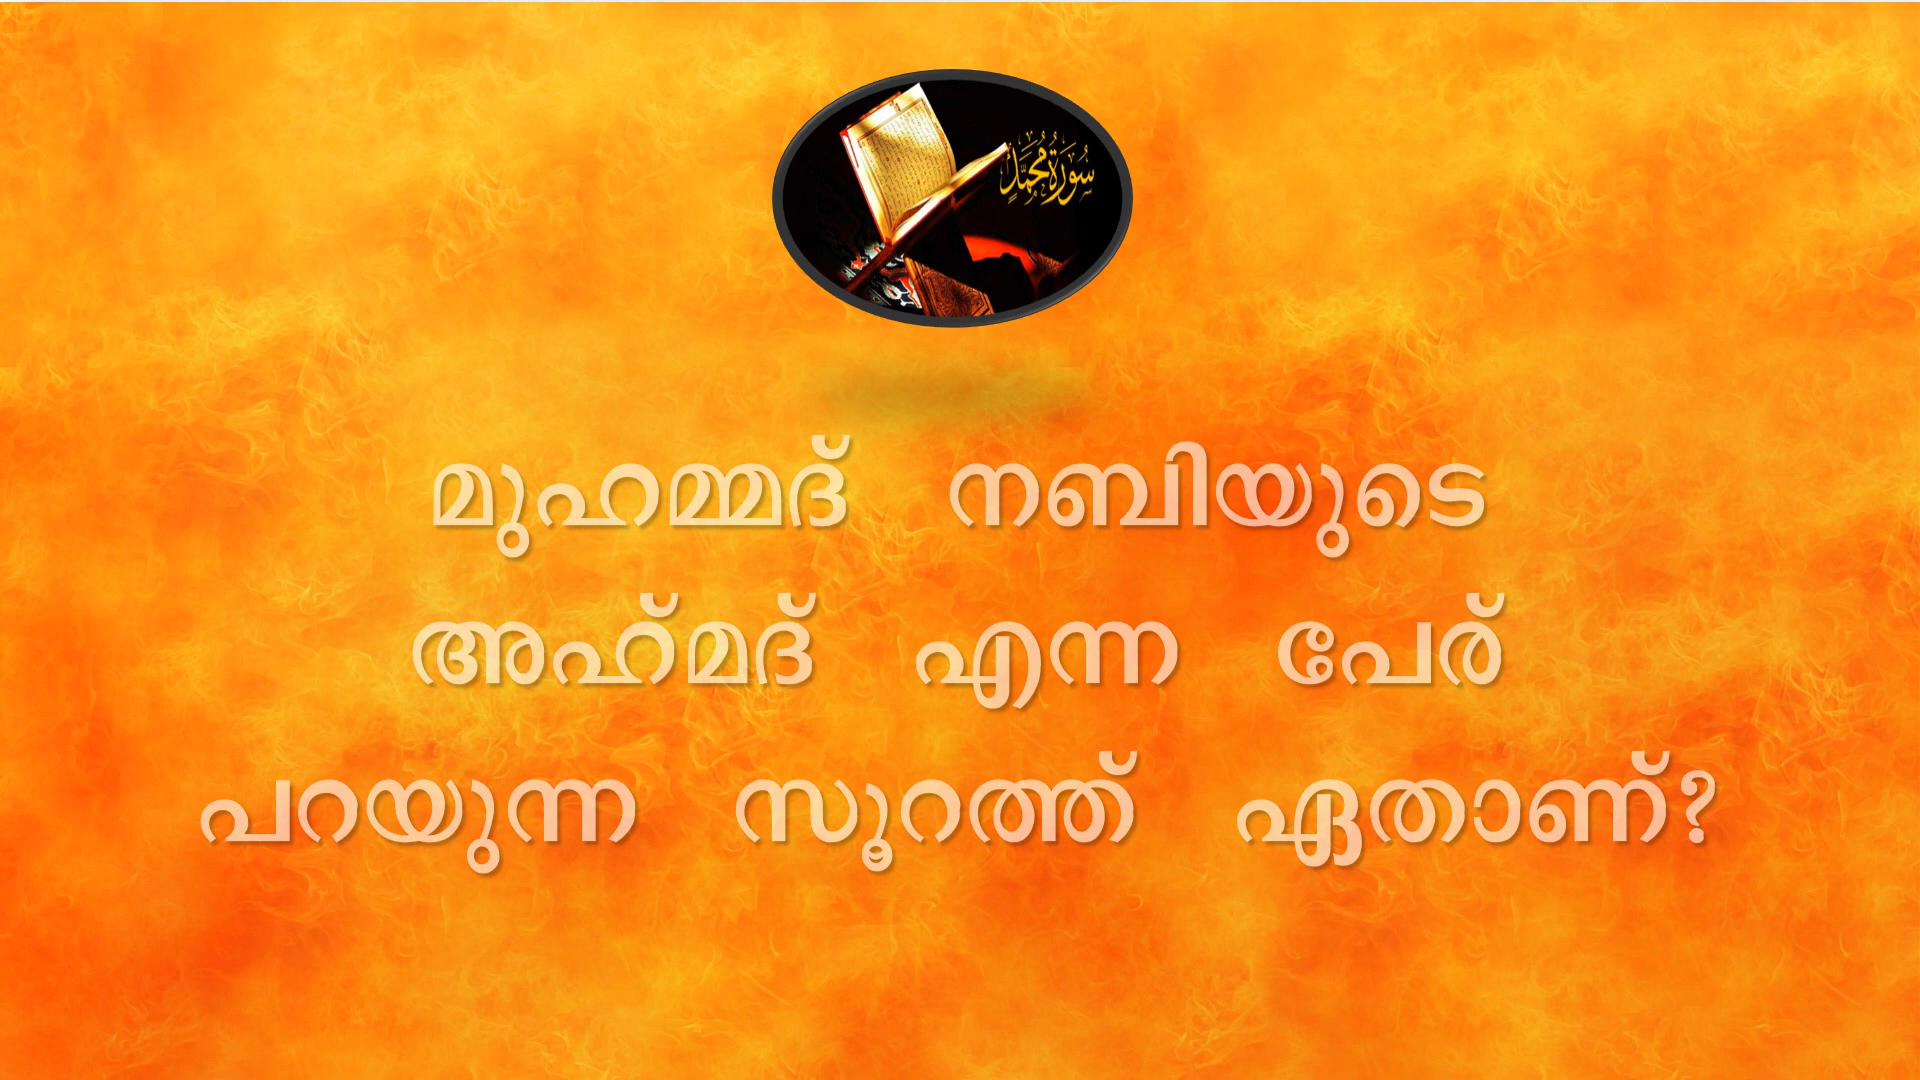 سُورَةُ مُحَمَّدٍ
മുഹമ്മദ് നബിയുടെ
അഹ്‌മദ് എന്ന പേര്
പറയുന്ന സൂറത്ത് ഏതാണ്?